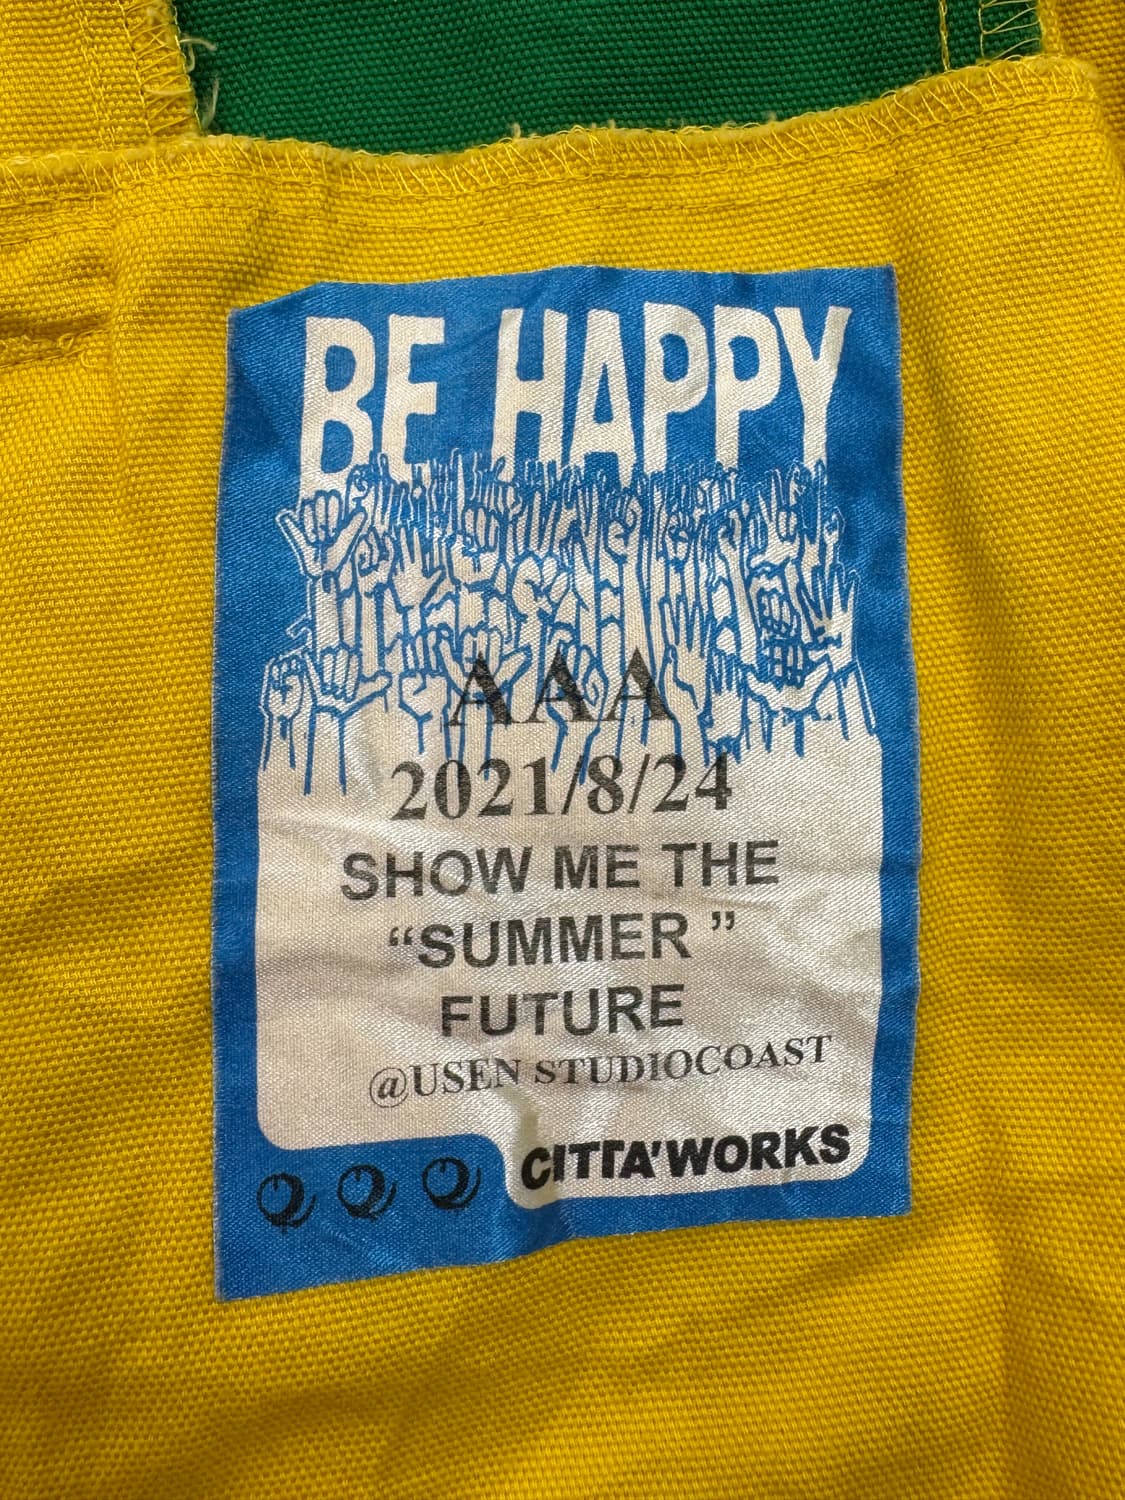 BE HAPPY
AAA
2021/8/24
SHOW ME THE
“SUMMER ”
FUTURE
@USEN STUDIOCOAST
CITTA'WORKS